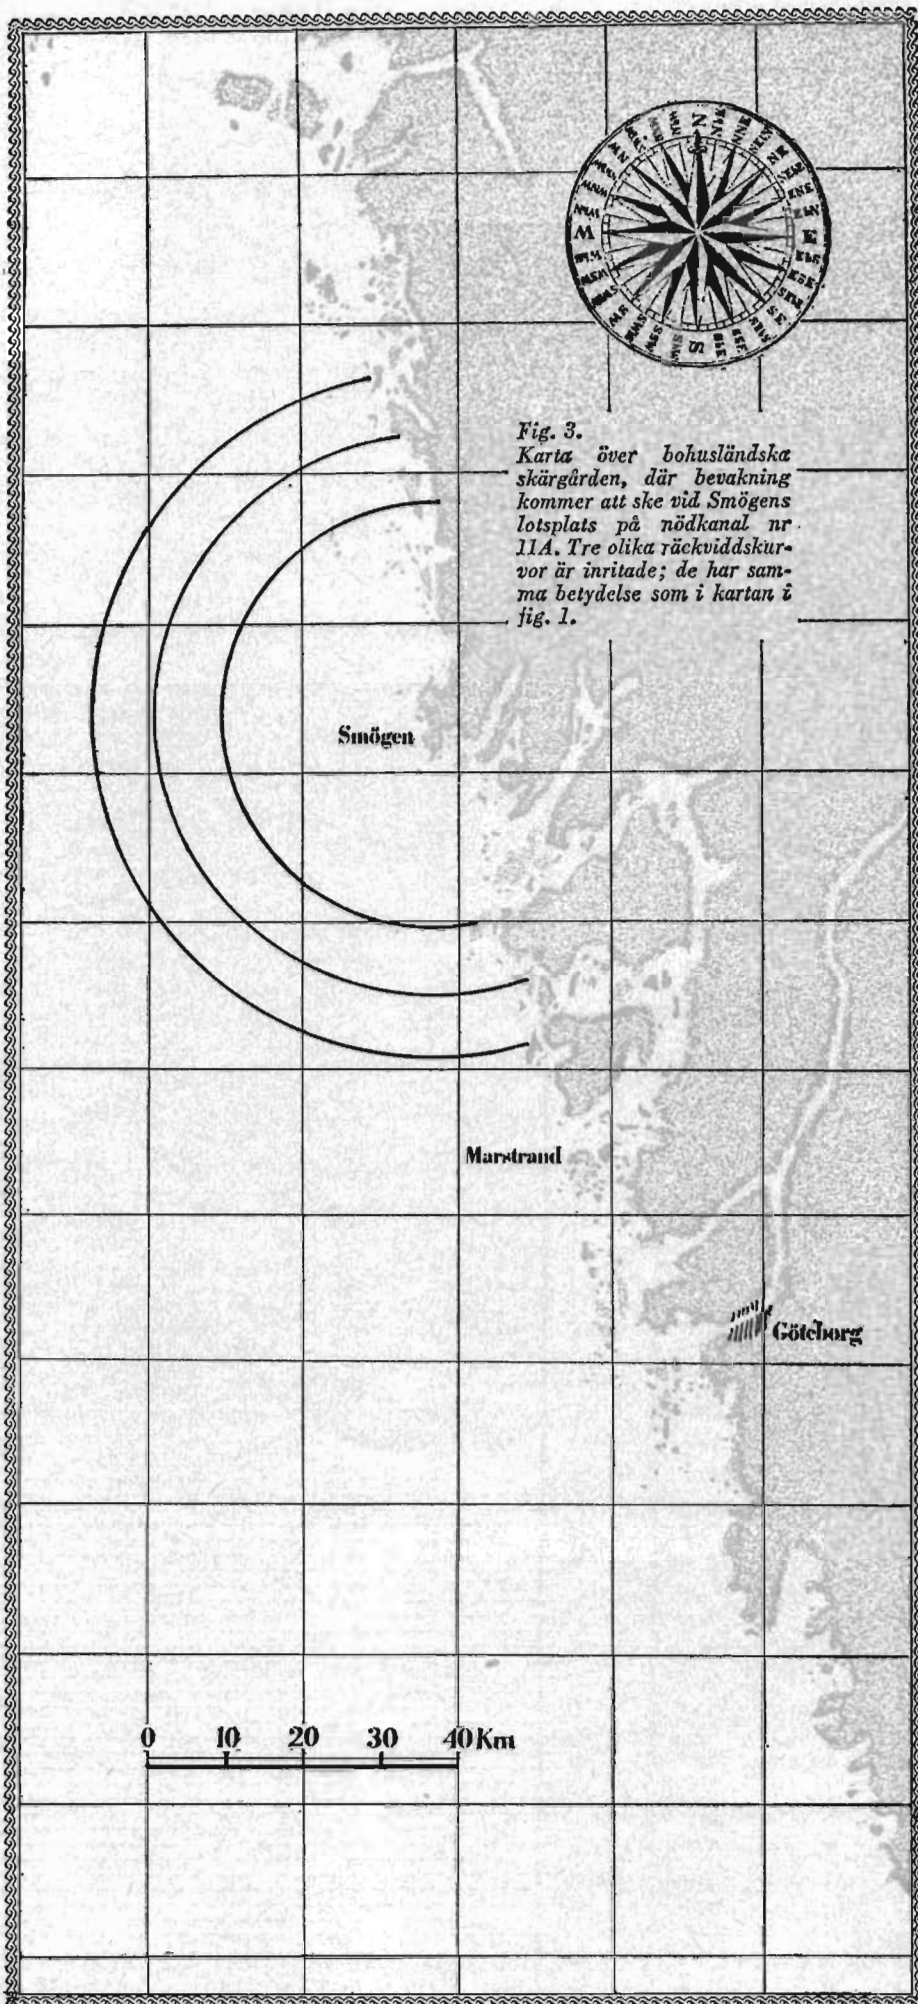 N
E
S
W
Fig. 3.
Karta över bohusländska
skärgården, där bevakning
kommer att ske vid Smögens
lotsplats på nödkanal nr
11A. Tre olika räckviddskur-
vor är inritade; de har sam-
ma betydelse som i kartan i
fig. 1.
Smögen
Marstrand
Göteborg
0 10 20 30 40 Km